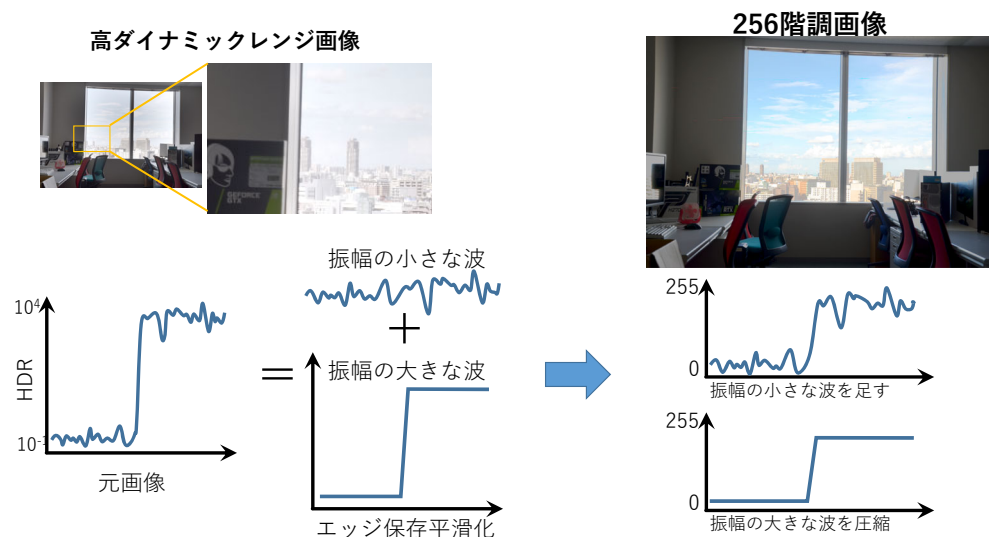 高ダイナミックレンジ画像
256階調画像
GEFORCE
GTX
振幅の小さな波
+
10⁴
HDR
10⁻¹
元画像
=
振幅の大きな波
エッジ保存平滑化
255
0
振幅の小さな波を足す
255
0
振幅の大きな波を圧縮